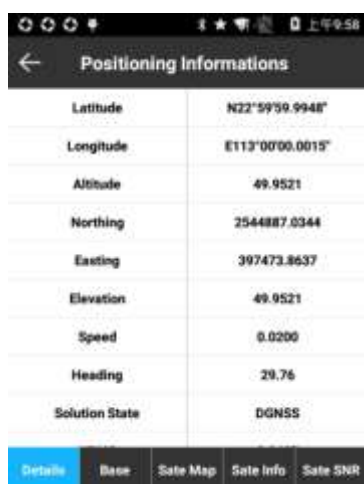 上午9:58
Positioning Informations
Latitude N22°59'59.9948"
Longitude E113°00'00.0015"
Altitude 49.9521
Northing 2544887.0344
Easting 397473.8637
Elevation 49.9521
Speed 0.0200
Heading 29.76
Solution State DGNSS
Details Base Sate Map Sate Info Sate SNR